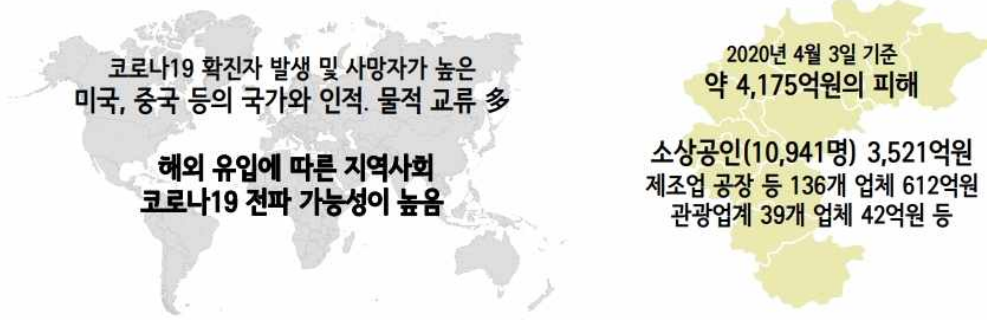 코로나19 확진자 발생 및 사망자가 높은
미국, 중국 등의 국가와 인적. 물적 교류 多
해외 유입에 따른 지역사회
코로나19 전파 가능성이 높음
2020년 4월 3일 기준
약 4,175억원의 피해
소상공인(10,941명) 3,521억원
제조업 공장 등 136개 업체 612억원
관광업계 39개 업체 42억원 등